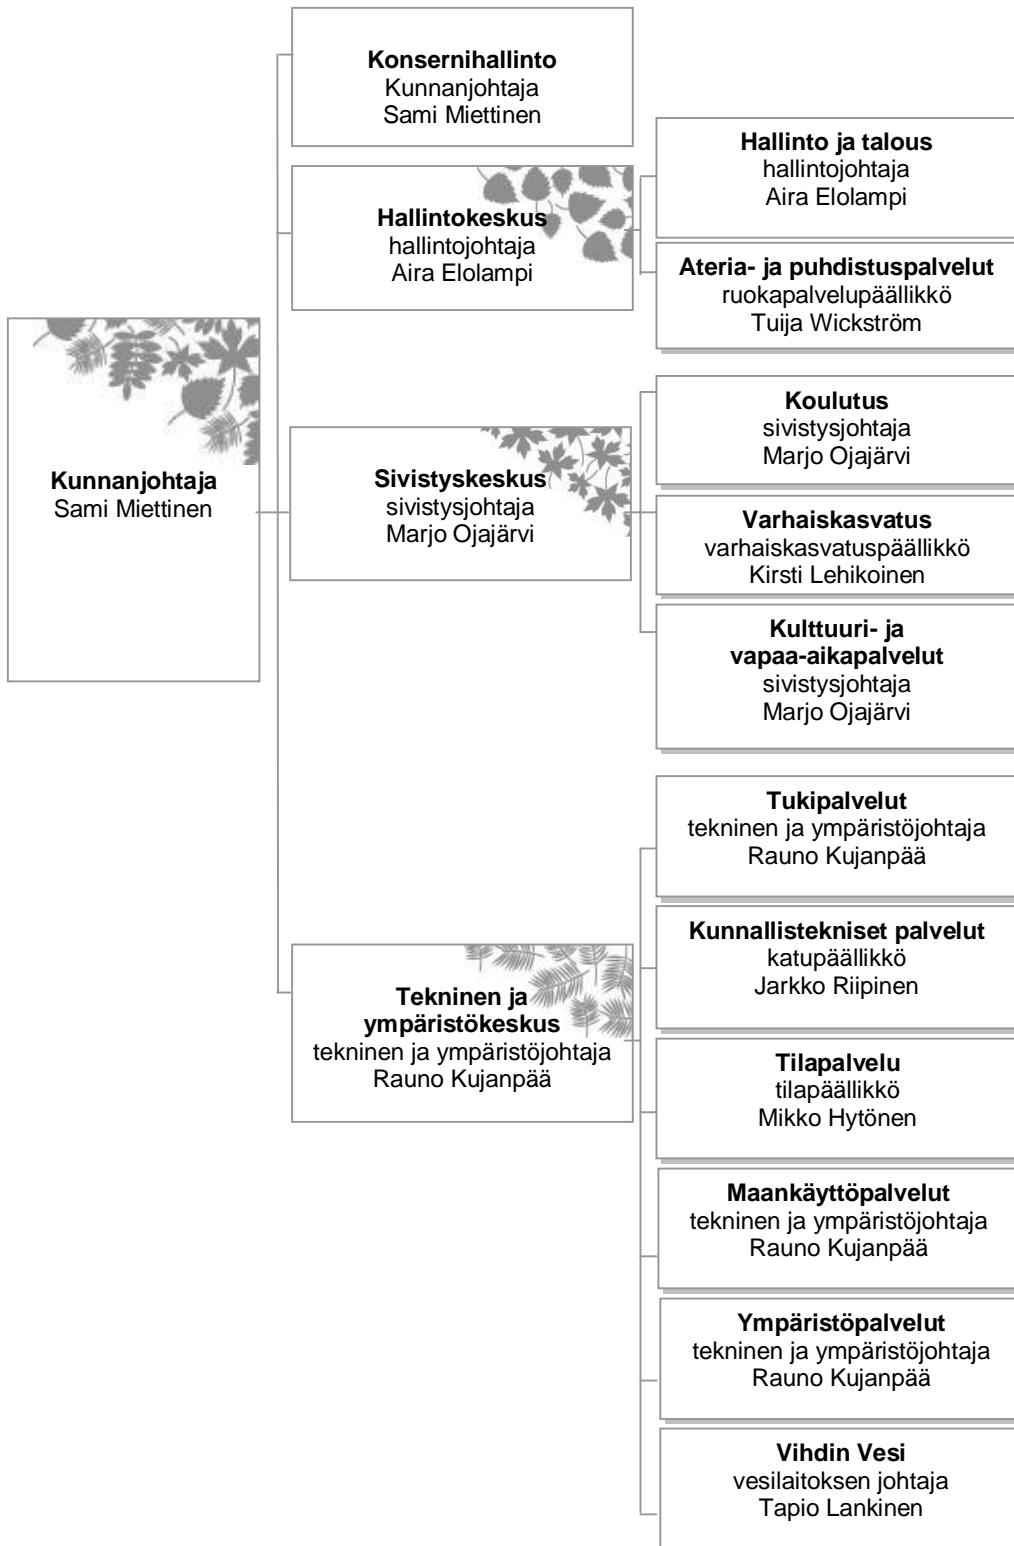 Kunnanjohtaja
Sami Miettinen
Konsernihallinto
Kunnanjohtaja
Sami Miettinen
Hallintokeskus
hallintojohtaja
Aira Elolampi
Hallinto ja talous
hallintojohtaja
Aira Elolampi
Ateria- ja puhdistuspalvelut
ruokapalvelupäällikkö
Tuija Wickström
Sivistyskeskus
sivistysjohtaja
Marjo Ojajärvi
Koulutus
sivistysjohtaja
Marjo Ojajärvi
Varhaiskasvatus
varhaiskasvatuspäällikkö
Kirsti Lehikoinen
Kulttuuri- ja
vapaa-aikapalvelut
sivistysjohtaja
Marjo Ojajärvi
Tekninen ja
ympäristökeskus
tekninen ja ympäristöjohtaja
Rauno Kujanpää
Tukipalvelut
tekninen ja ympäristöjohtaja
Rauno Kujanpää
Kunnallistekniset palvelut
katupäällikkö
Jarkko Riipinen
Tilapalvelu
tilapäällikkö
Mikko Hytönen
Maankäyttöpalvelut
tekninen ja ympäristöjohtaja
Rauno Kujanpää
Ympäristöpalvelut
tekninen ja ympäristöjohtaja
Rauno Kujanpää
Vihdin Vesi
vesilaitoksen johtaja
Tapio Lankinen